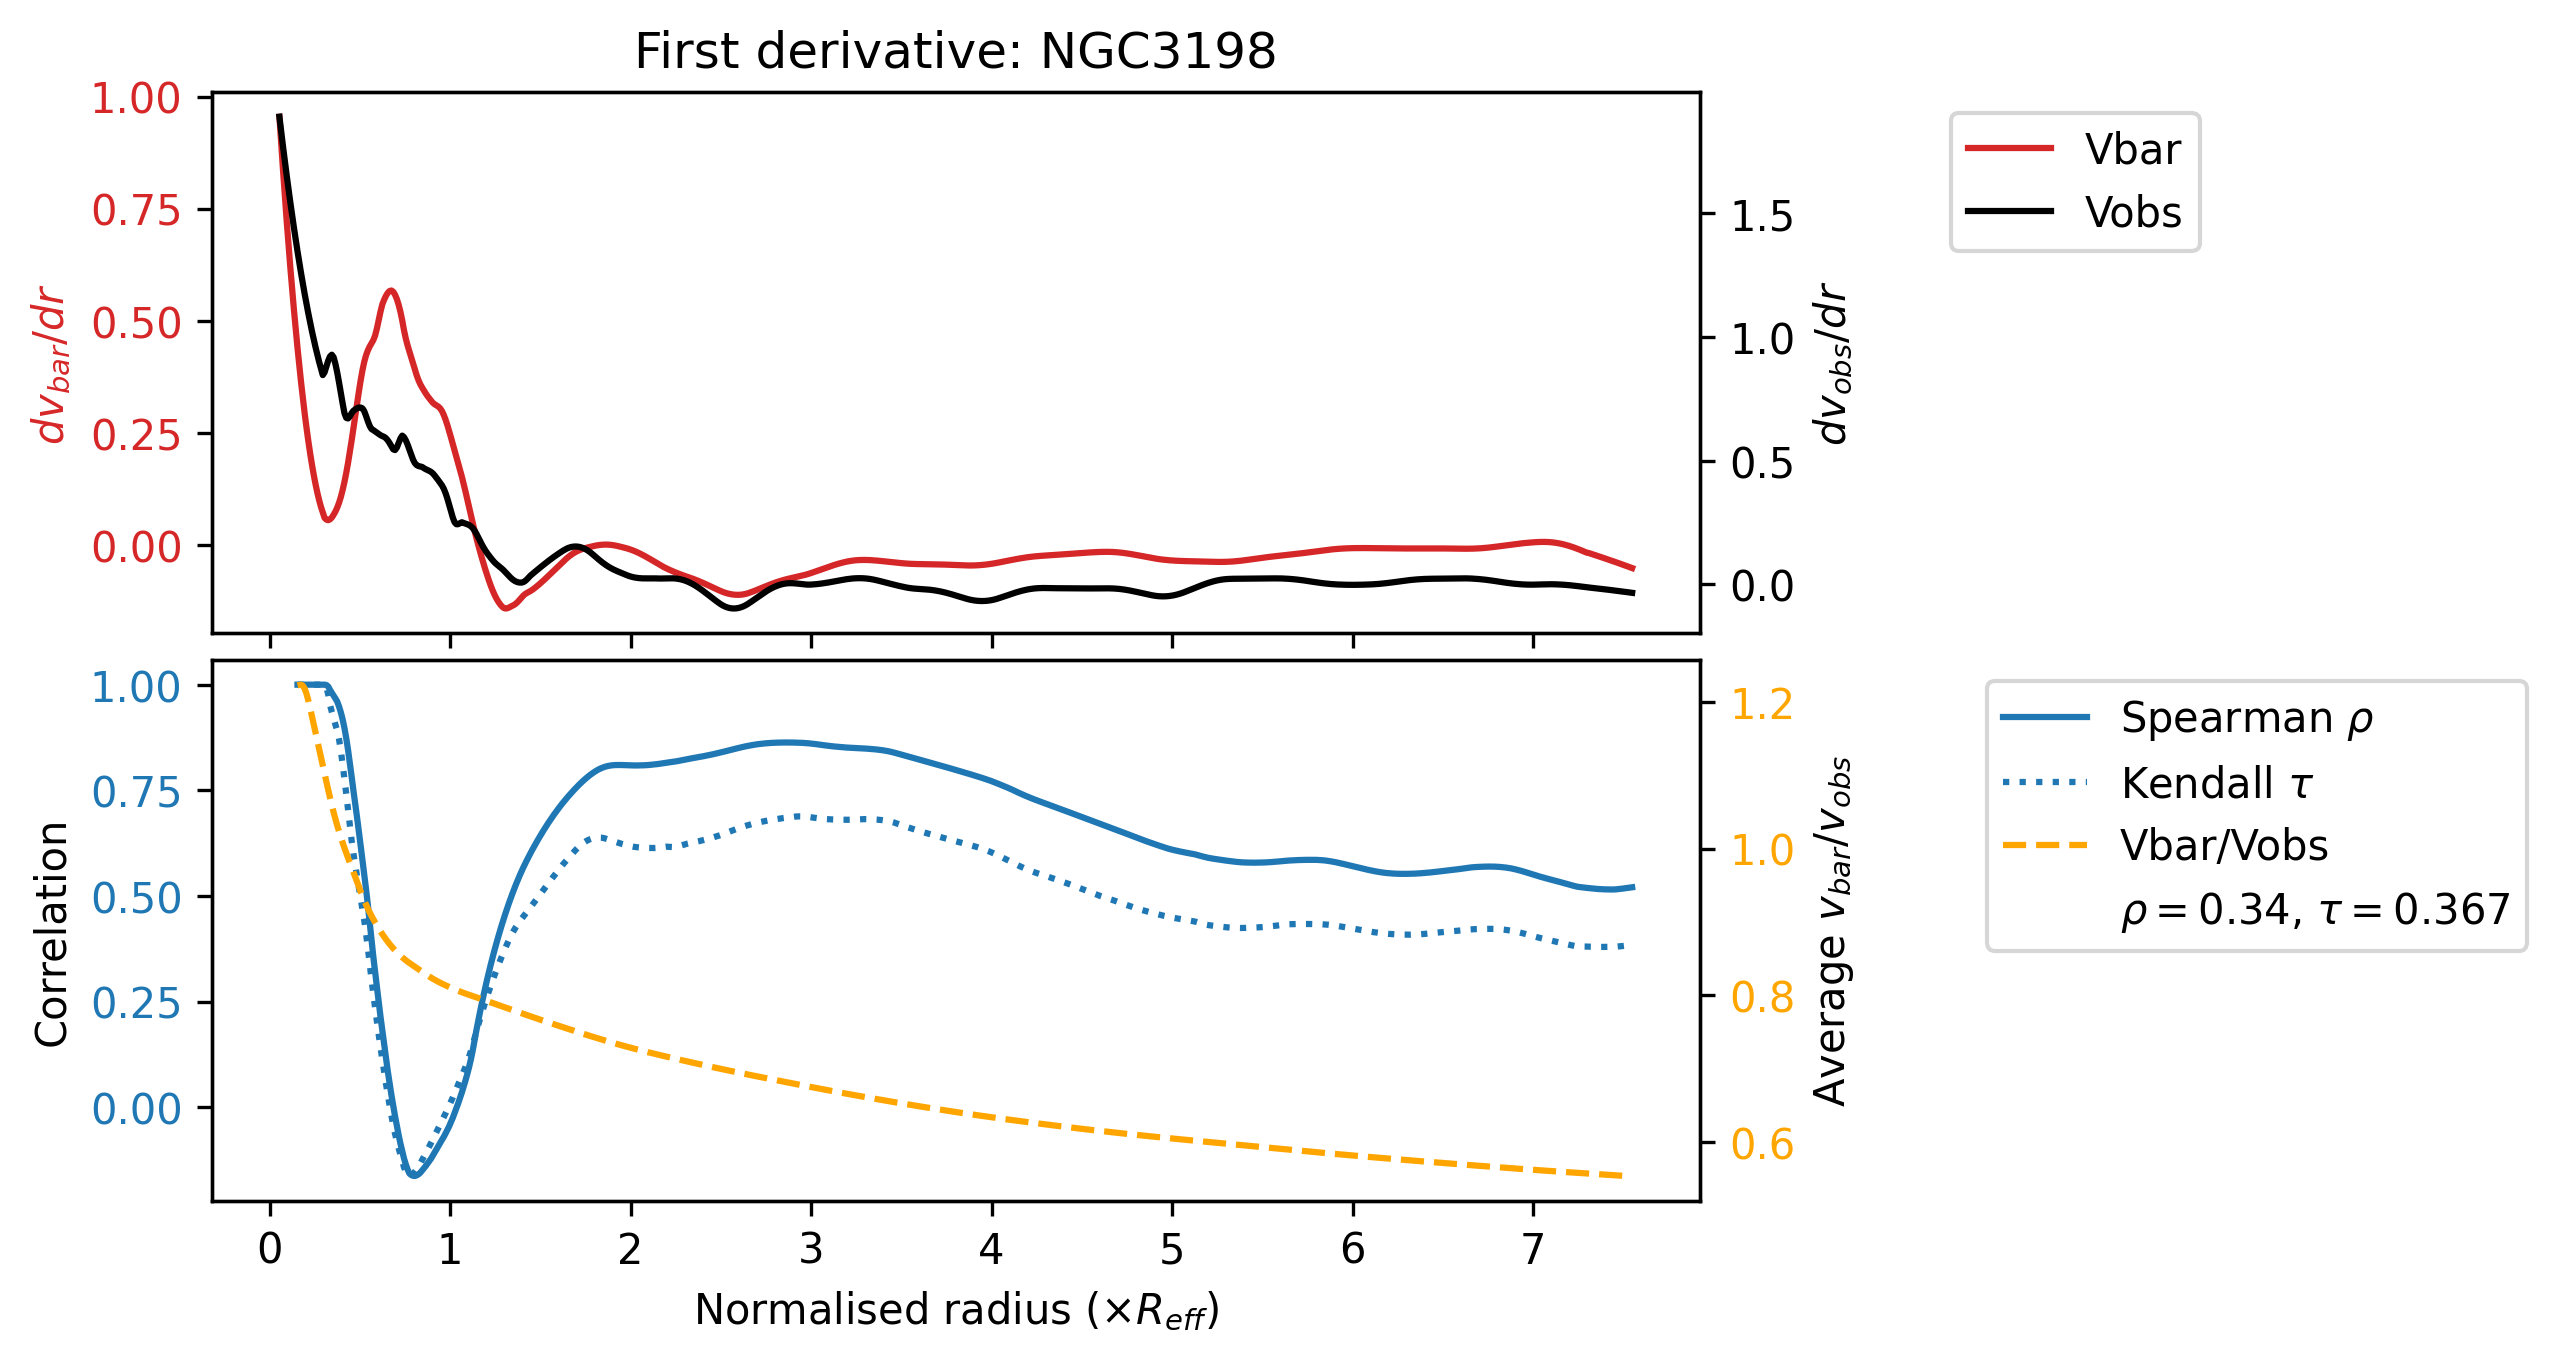 First derivative: NGC3198
1.00
0.75
0.50
0.25
0.00
dv_bar/dr
1.5
1.0
0.5
0.0
dv_obs/dr
Vbar
Vobs
1.00
0.75
0.50
0.25
0.00
Correlation
1.2
1.0
0.8
0.6
Average v_bar/v_obs
Spearman ρ
Kendall τ
Vbar/Vobs
ρ = 0.34, τ = 0.367
0 1 2 3 4 5 6 7
Normalised radius (×R_eff)